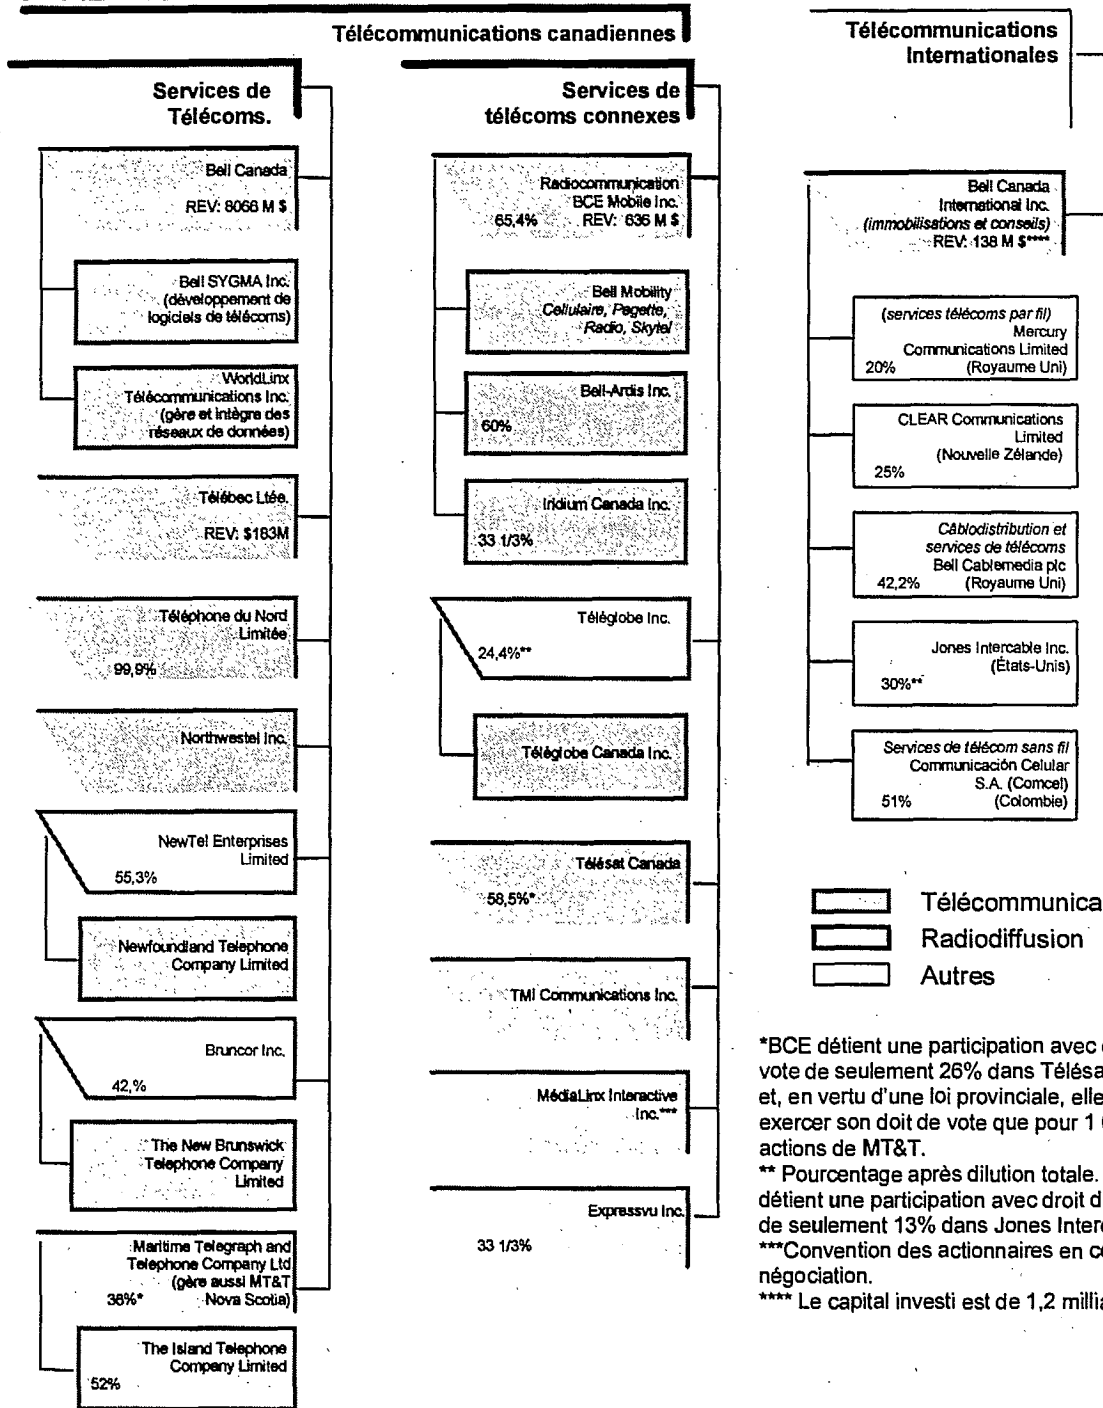 Télécommunications canadiennes
Services de
Télécoms.
Bell Canada
REV: 8066 M $
Bell SYGMA Inc.
(développement de
logiciels de télécoms)
WorldLinx
Télécommunications Inc.
(gère et intègre des
réseaux de données)
Télébec Ltée.
REV: $183M
Téléphone du Nord
Limitée
99,9%
Northwestel Inc.
NewTel Enterprises
Limited
55,3%
Newfoundland Telephone
Company Limited
Bruncor Inc.
42,%
The New Brunswick
Telephone Company
Limited
Maritime Telegraph and
Telephone Company Ltd
(gère aussi MT&T
36%* Nova Scotia)
The Island Telephone
Company Limited
52%
Services de
télécoms connexes
Radiocommunication
BCE Mobile Inc.
65,4% REV: 636 M $
Bell Mobility
Cellulaire, Pagette,
Radio, Skytel
Bell-Ardis Inc.
60%
Iridium Canada Inc.
33 1/3%
Téléglobe Inc.
24,4%**
Téléglobe Canada Inc.
Télésat Canada
58,5%*
TMI Communications Inc.
MédiaLinx Interactive
Inc.***
Expressvu Inc.
33 1/3%
Télécommunications
Internationales
Bell Canada
International Inc.
(immobilisations et conseils)
REV: 138 M $****
(services télécoms par fil)
Mercury
Communications Limited
20% (Royaume Uni)
CLEAR Communications
Limited
(Nouvelle Zélande)
25%
Câblodistribution et
services de télécoms
Bell Cablemedia plc
42,2% (Royaume Uni)
Jones Intercable Inc.
(États-Unis)
30%**
Services de télécom sans fil
Communicación Celular
S.A. (Comcel)
51% (Colombie)
Télécommunica
Radiodiffusion
Autres
*BCE détient une participation avec
vote de seulement 26% dans Télésa
et, en vertu d'une loi provinciale, elle
exercer son doit de vote que pour 1
actions de MT&T.
** Pourcentage après dilution totale.
détient une participation avec droit d
de seulement 13% dans Jones Inter
***Convention des actionnaires en c
négociation.
**** Le capital investi est de 1,2 millia